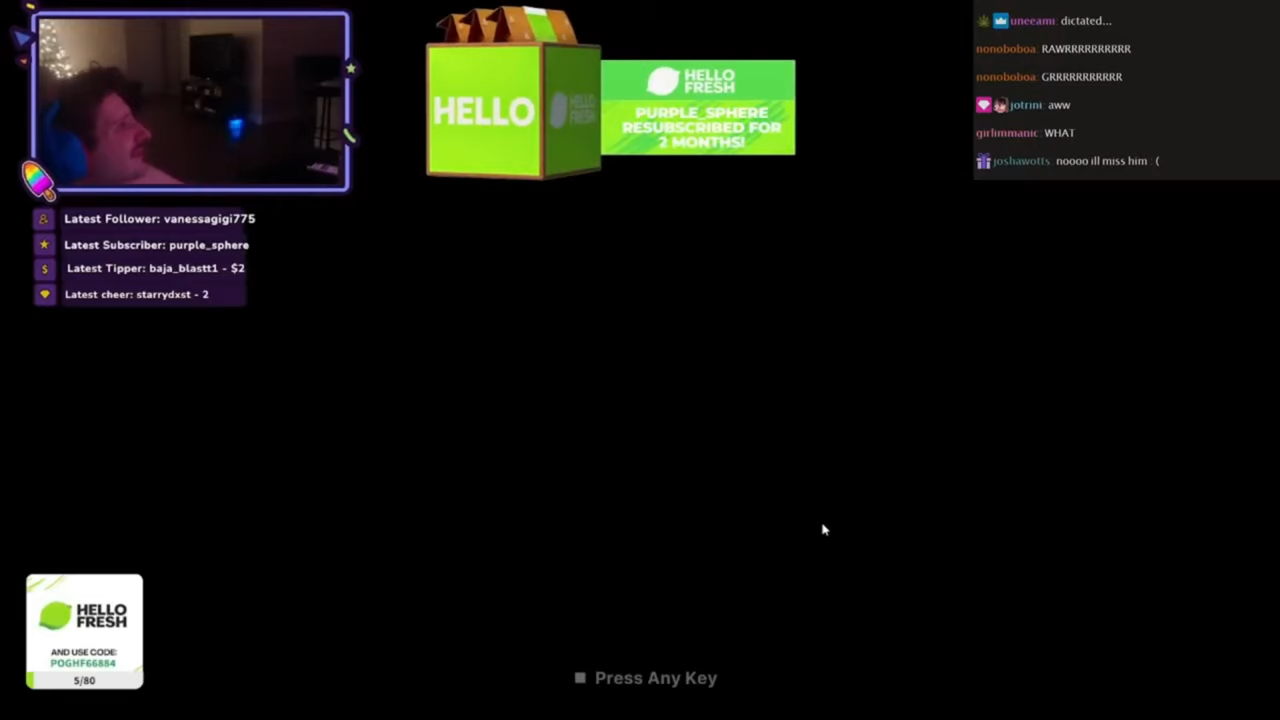 HELLO
HELLO
FRESH
HELLO
FRESH
PURPLE_SPHERE
RESUBSCRIBED FOR
2 MONTHS!
uneeami: dictated...
nonoboboa: RAWRRRRRRRRRR
nonoboboa: GRRRRRRRRRRR
jotrini: aww
girlimmanic: WHAT
joshawotts: noooo ill miss him : (
Latest Follower: vanessagigi775
Latest Subscriber: purple_sphere
Latest Tipper: baja_blastt1 - $2
Latest cheer: starrydxst - 2
HELLO
FRESH
AND USE CODE:
POGHF66884
5/80
Press Any Key